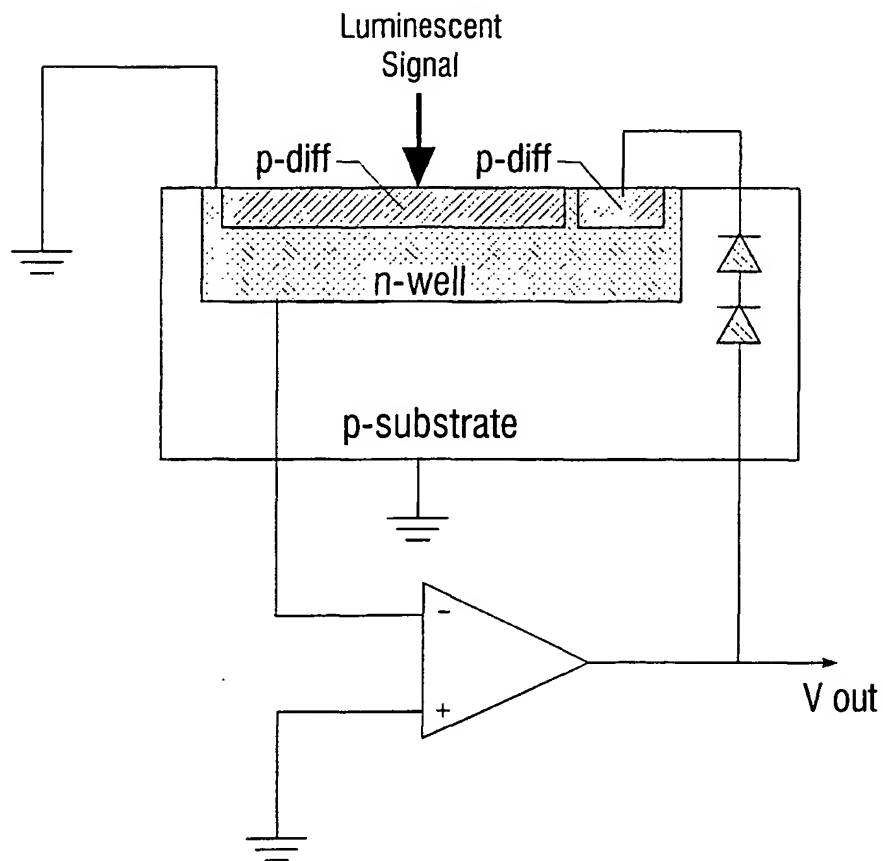 Luminescent
Signal
p-diff
p-diff
n-well
p-substrate
-
+
V out